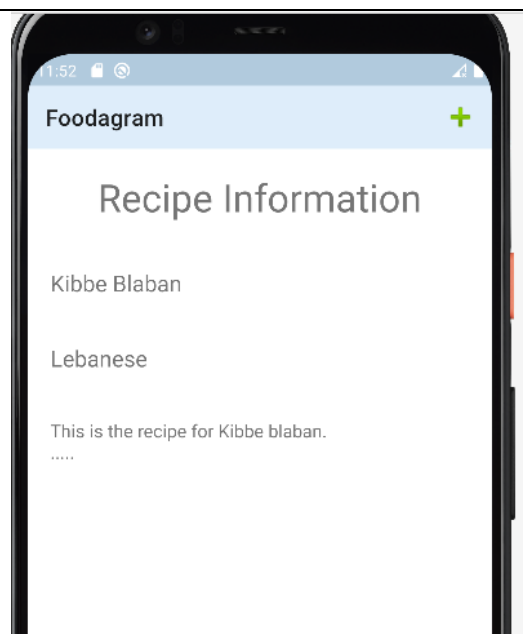 11:52
Foodagram
Recipe Information
Kibbe Blaban
Lebanese
This is the recipe for Kibbe blaban.
.....